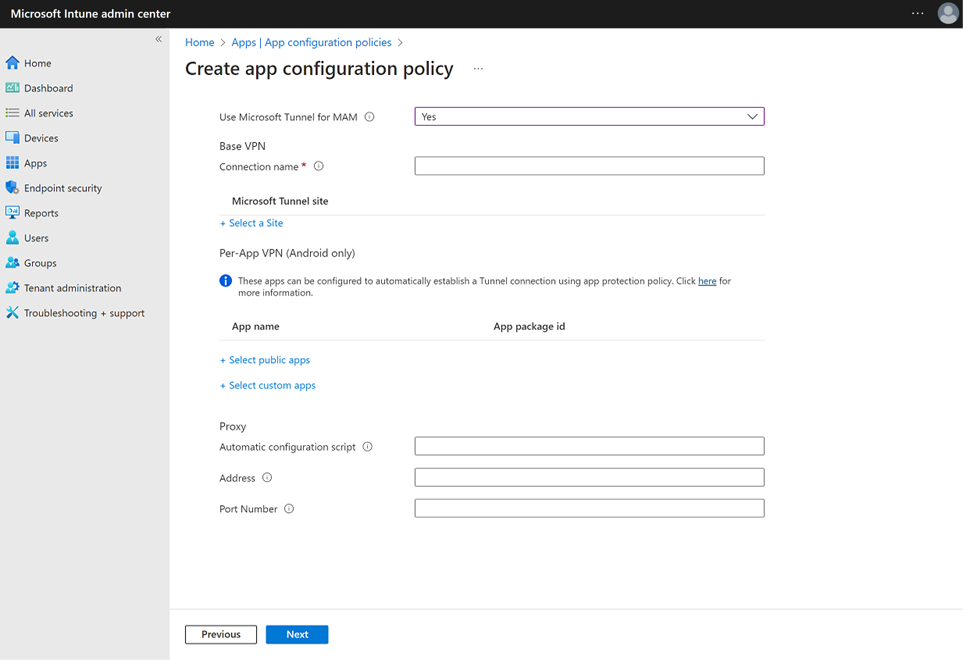 Microsoft Intune admin center
...
«
Home
Dashboard
All services
Devices
Apps
Endpoint security
Reports
Users
Groups
Tenant administration
Troubleshooting + support
Home > Apps | App configuration policies >
Create app configuration policy ...
Use Microsoft Tunnel for MAM
Yes
Base VPN
Connection name *
Microsoft Tunnel site
+ Select a Site
Per-App VPN (Android only)
These apps can be configured to automatically establish a Tunnel connection using app protection policy. Click here for
more information.
App name App package id
+ Select public apps
+ Select custom apps
Proxy
Automatic configuration script
Address
Port Number
Previous Next